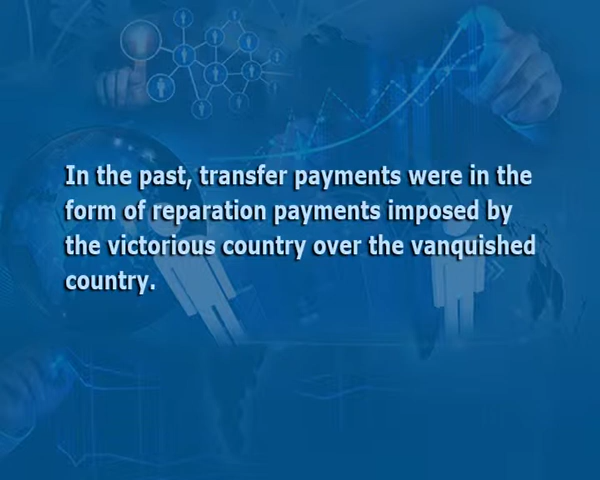 In the past, transfer payments were in the
form of reparation payments imposed by
the victorious country over the vanquished
country.